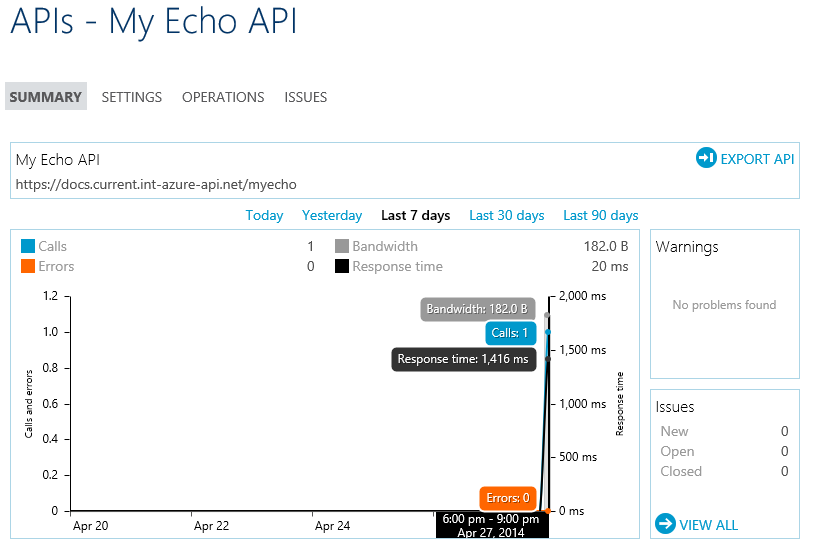 APIs - My Echo API
SUMMARY SETTINGS OPERATIONS ISSUES
My Echo API
EXPORT API
https://docs.current.int-azure-api.net/myecho
Today Yesterday Last 7 days Last 30 days Last 90 days
Calls 1 Bandwidth 182.0 B
Errors 0 Response time 20 ms
1.2
1.0
0.8
0.6
0.4
0.2
0
Calls and errors
Bandwidth: 182.0 B
Calls: 1
Response time: 1,416 ms
Errors: 0
2,000 ms
1,500 ms
1,000 ms
500 ms
0 ms
Response time
Apr 20 Apr 22 Apr 24
6:00 pm - 9:00 pm
Apr 27, 2014
Warnings
No problems found
Issues
New 0
Open 0
Closed 0
VIEW ALL